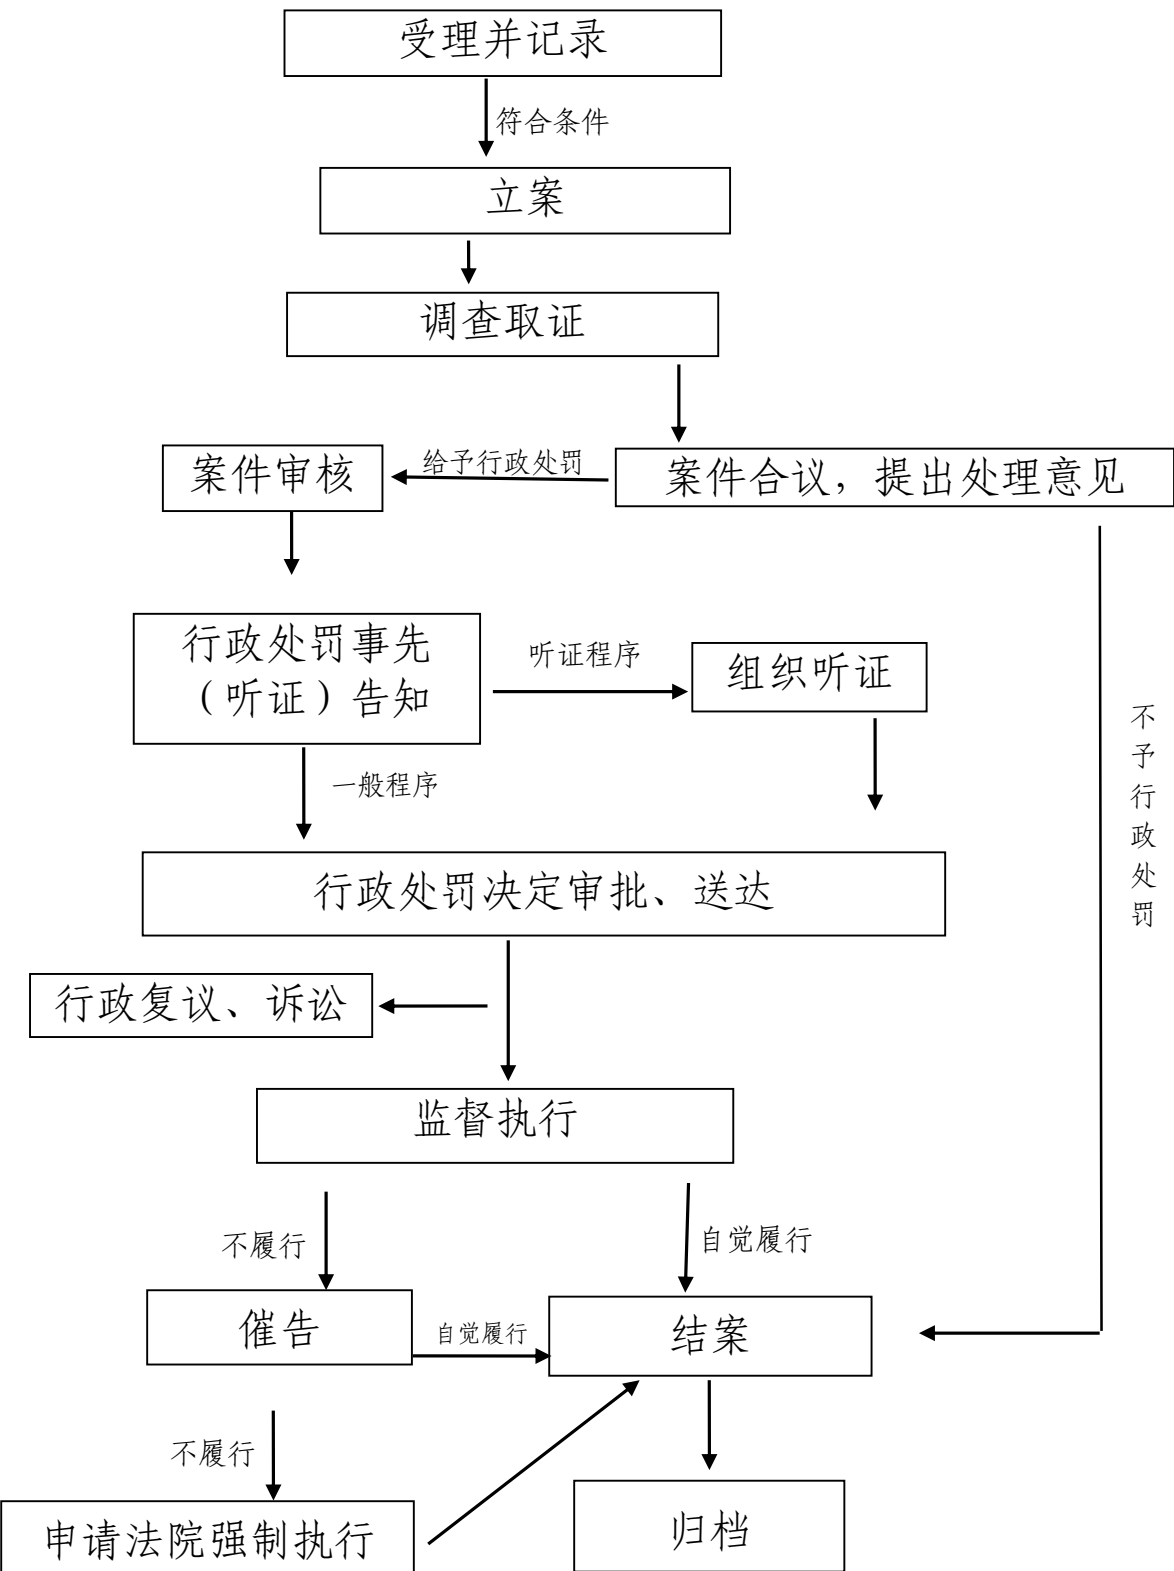 受理并记录
符合条件
立案
调查取证
案件审核
给予行政处罚
案件合议，提出处理意见
行政处罚事先
（听证）告知
听证程序
组织听证
不予行政处罚
一般程序
行政处罚决定审批、送达
行政复议、诉讼
监督执行
不履行
自觉履行
催告
自觉履行
结案
不履行
申请法院强制执行
归档